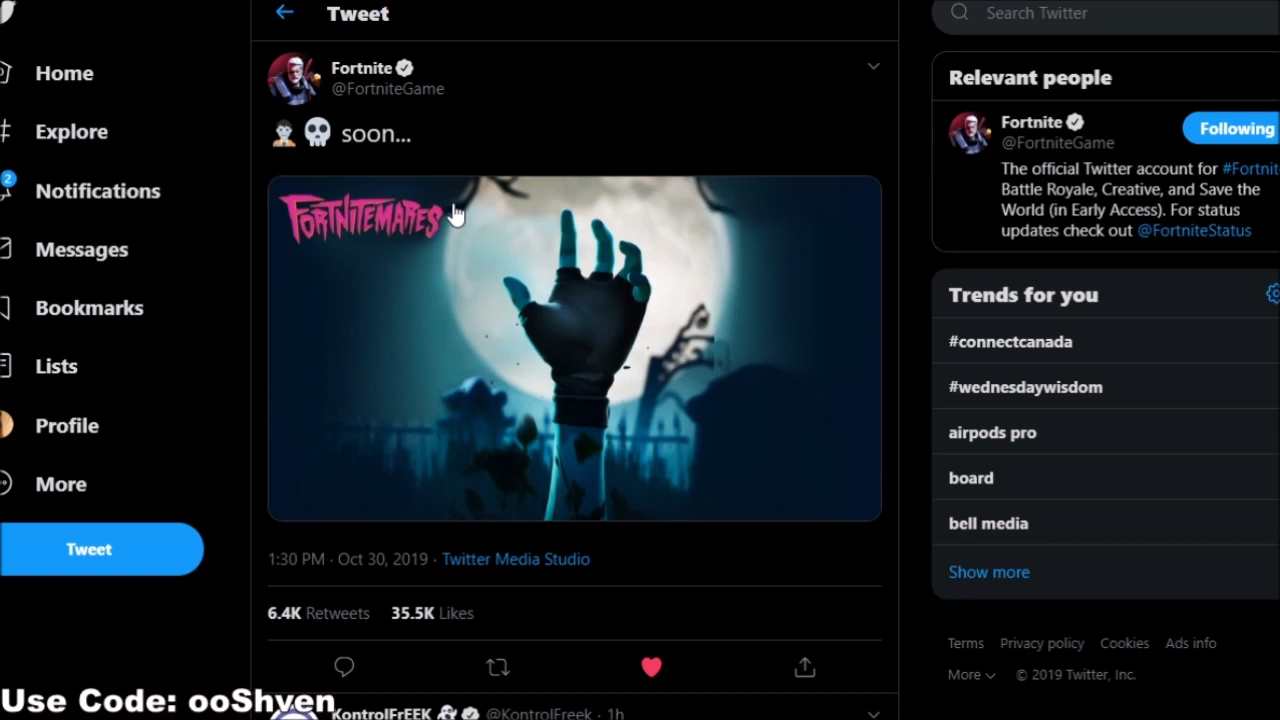 Home
Explore
2
Notifications
Messages
Bookmarks
Lists
Profile
More
Tweet
Tweet
Fortnite
@FortniteGame
soon...
FORTNITEMARES
1:30 PM · Oct 30, 2019 · Twitter Media Studio
6.4K Retweets 35.5K Likes
KontrolFrEEK @KontrolFreek · 1h
Search Twitter
Relevant people
Fortnite
@FortniteGame
Following
The official Twitter account for #Fortnit
Battle Royale, Creative, and Save the
World (in Early Access). For status
updates check out @FortniteStatus
Trends for you
#connectcanada
#wednesdaywisdom
airpods pro
board
bell media
Show more
Terms Privacy policy Cookies Ads info
More © 2019 Twitter, Inc.
Use Code: ooShven